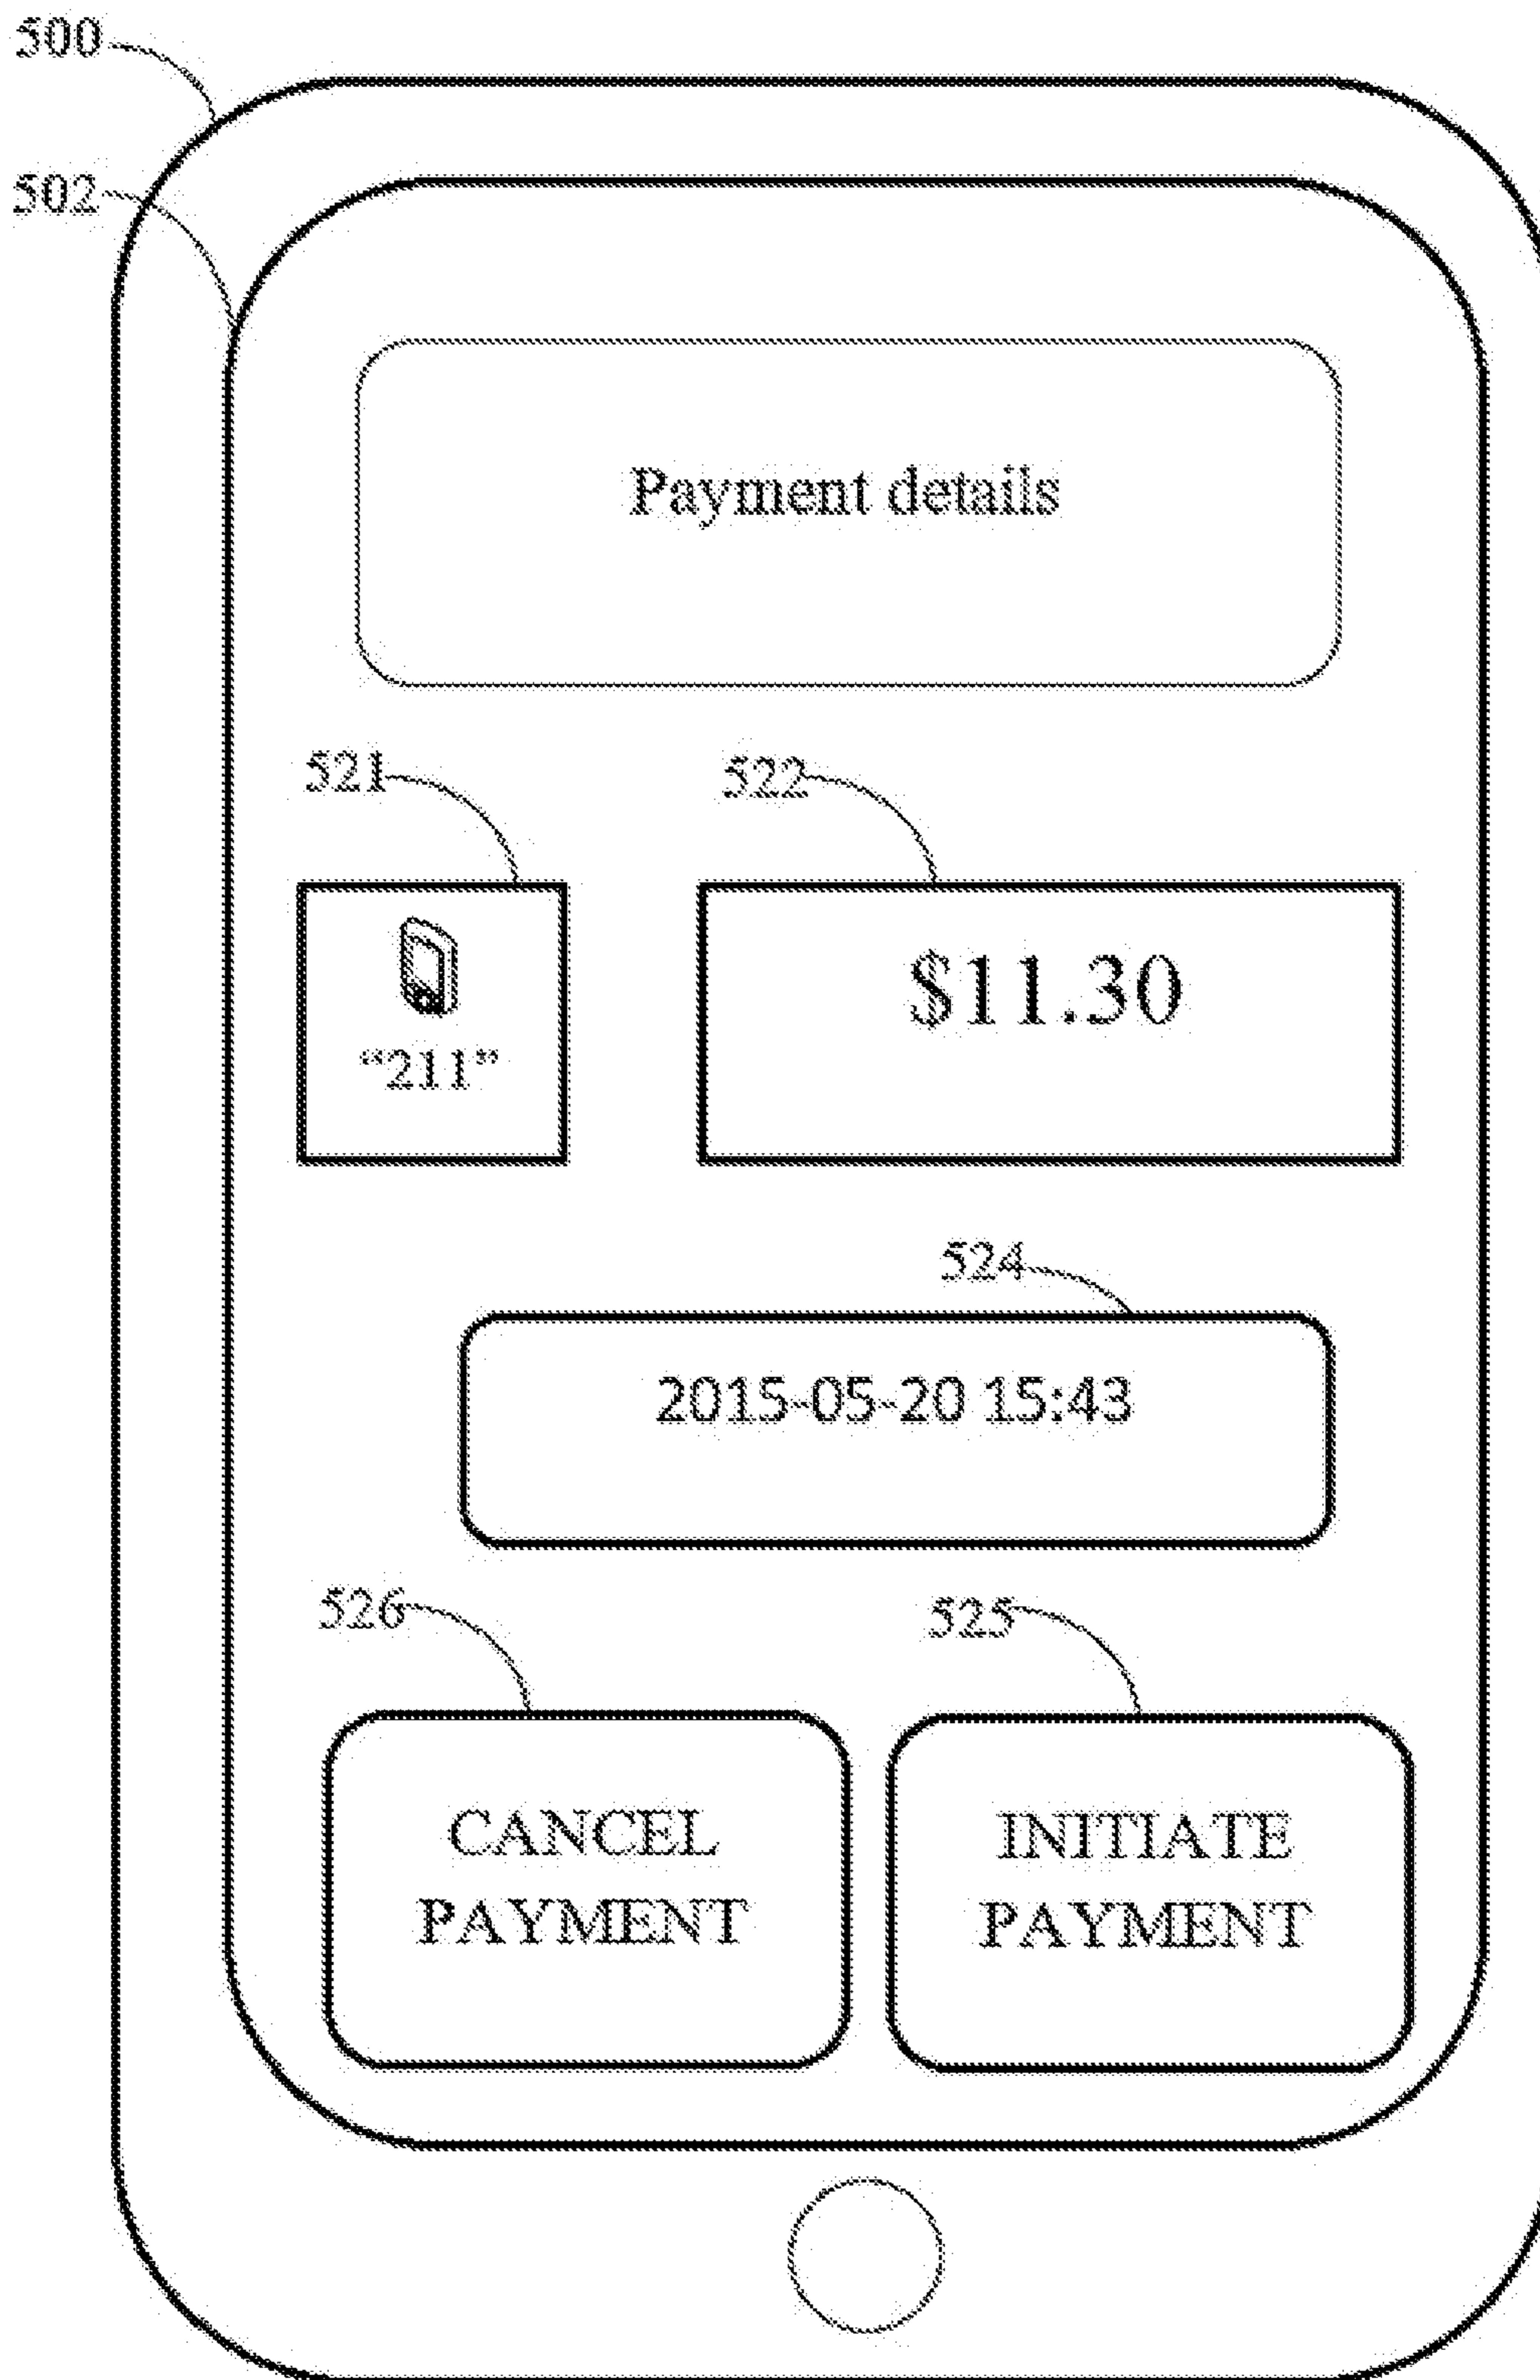 500
502
Payment details
521
522
“211”
$11.30
524
2015-05-20 15:43
526
525
CANCEL
PAYMENT
INITIATE
PAYMENT